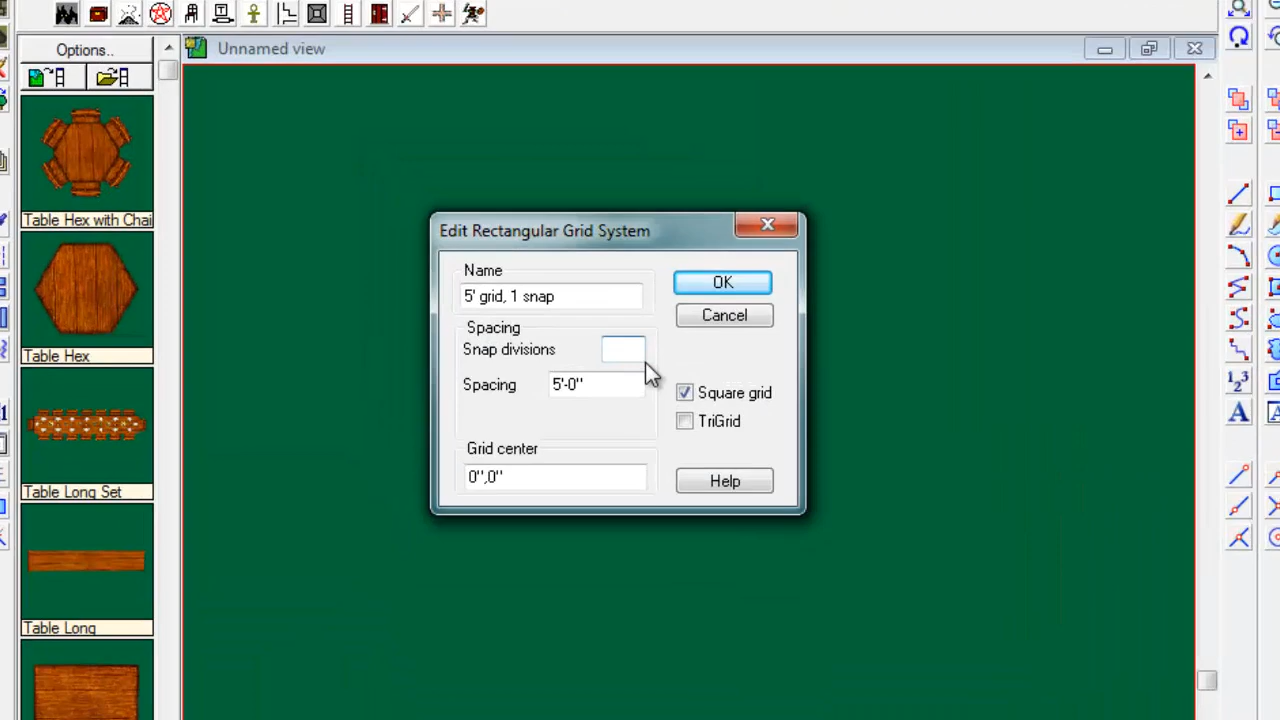 Options..
Unnamed view
Table Hex with Chai
Table Hex
Table Long Set
Table Long
Edit Rectangular Grid System
Name
5' grid, 1 snap
Spacing
Snap divisions
Spacing 5'-0"
Grid center
0",0"
OK
Cancel
Square grid
TriGrid
Help